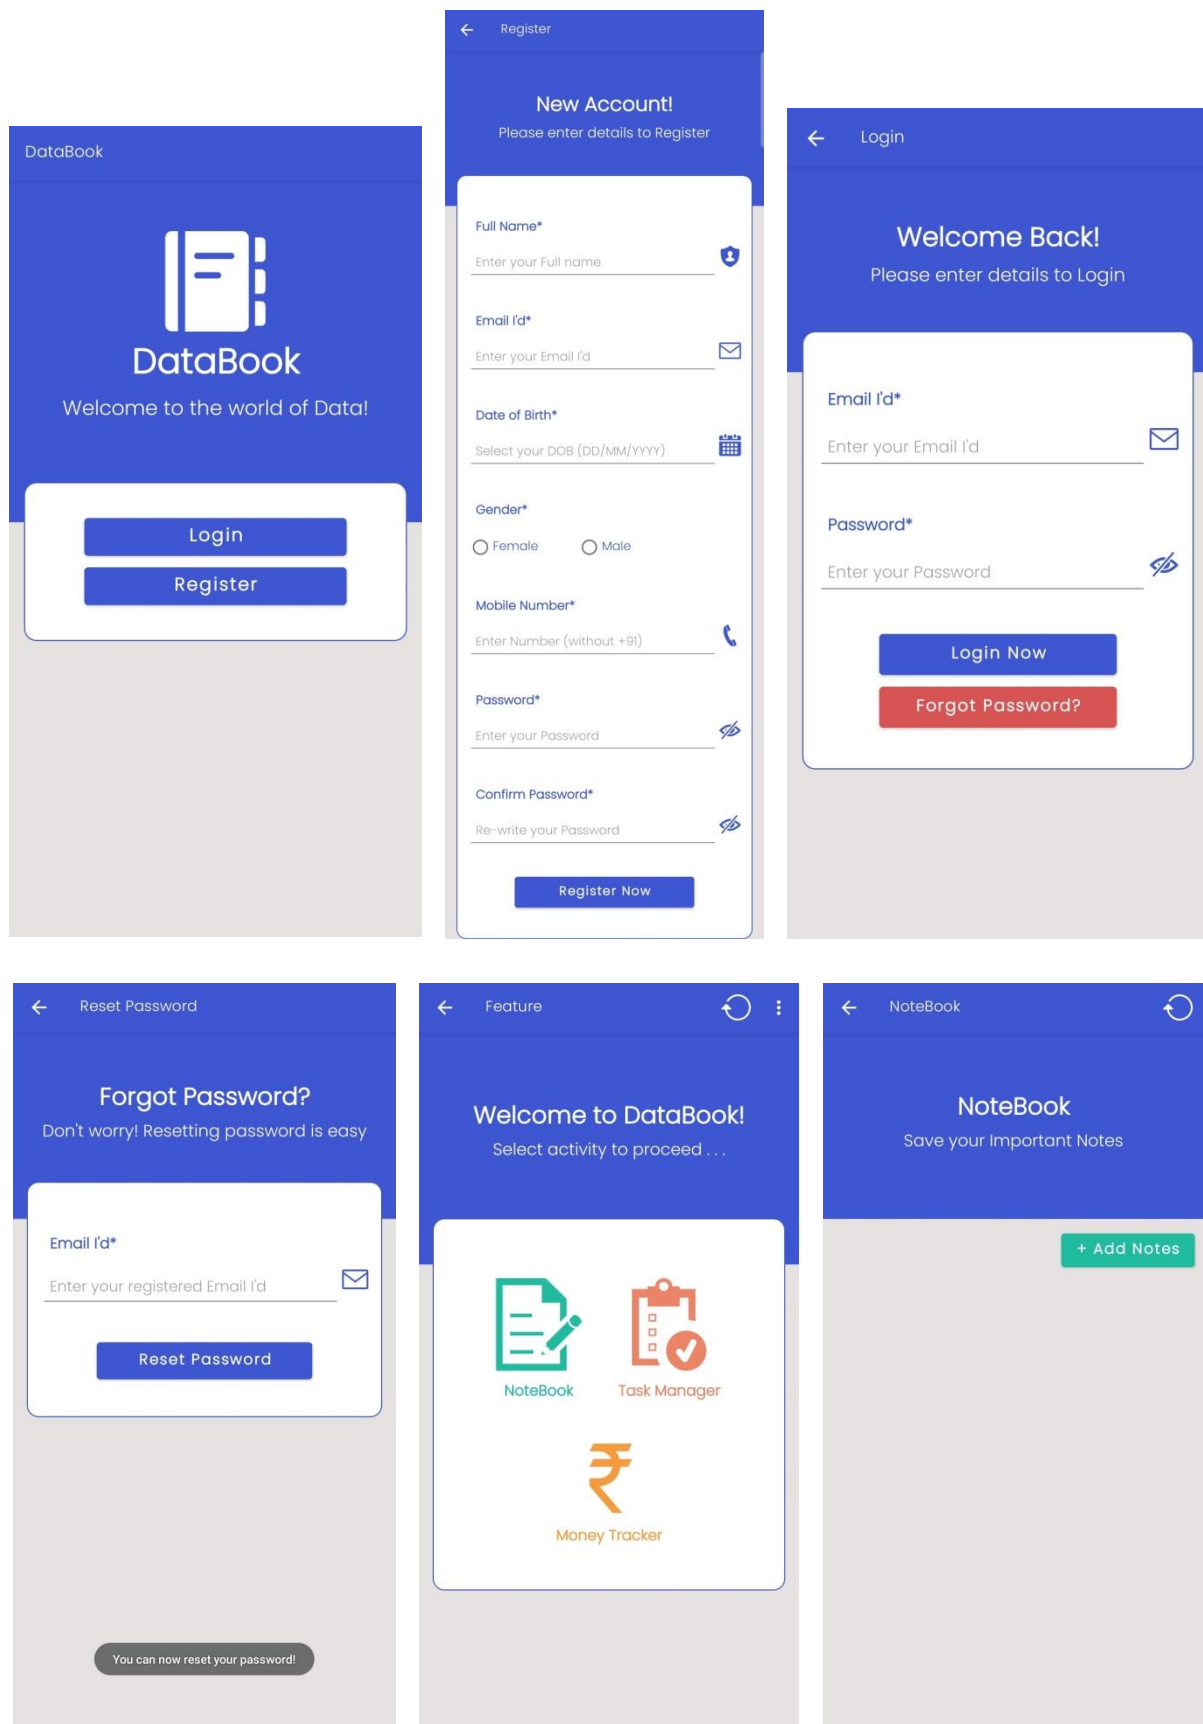 DataBook
DataBook
Welcome to the world of Data!
Login
Register
Register
New Account!
Please enter details to Register
Full Name*
Enter your Full name
Email I'd*
Enter your Email I'd
Date of Birth*
Select your DOB (DD/MM/YYYY)
Gender*
Female Male
Mobile Number*
Enter Number (without +91)
Password*
Enter your Password
Confirm Password*
Re-write your Password
Register Now
Login
Welcome Back!
Please enter details to Login
Email I'd*
Enter your Email I'd
Password*
Enter your Password
Login Now
Forgot Password?
Reset Password
Forgot Password?
Don't worry! Resetting password is easy
Email I'd*
Enter your registered Email I'd
Reset Password
You can now reset your password!
Feature
Welcome to DataBook!
Select activity to proceed . . .
NoteBook Task Manager
₹
Money Tracker
NoteBook
NoteBook
Save your Important Notes
+ Add Notes